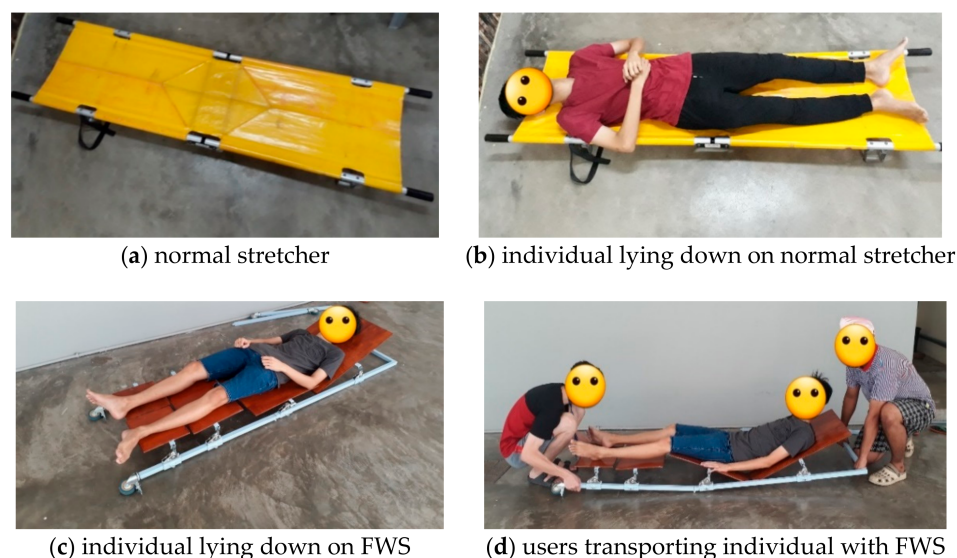 (a) normal stretcher
(b) individual lying down on normal stretcher
(c) individual lying down on FWS
(d) users transporting individual with FWS